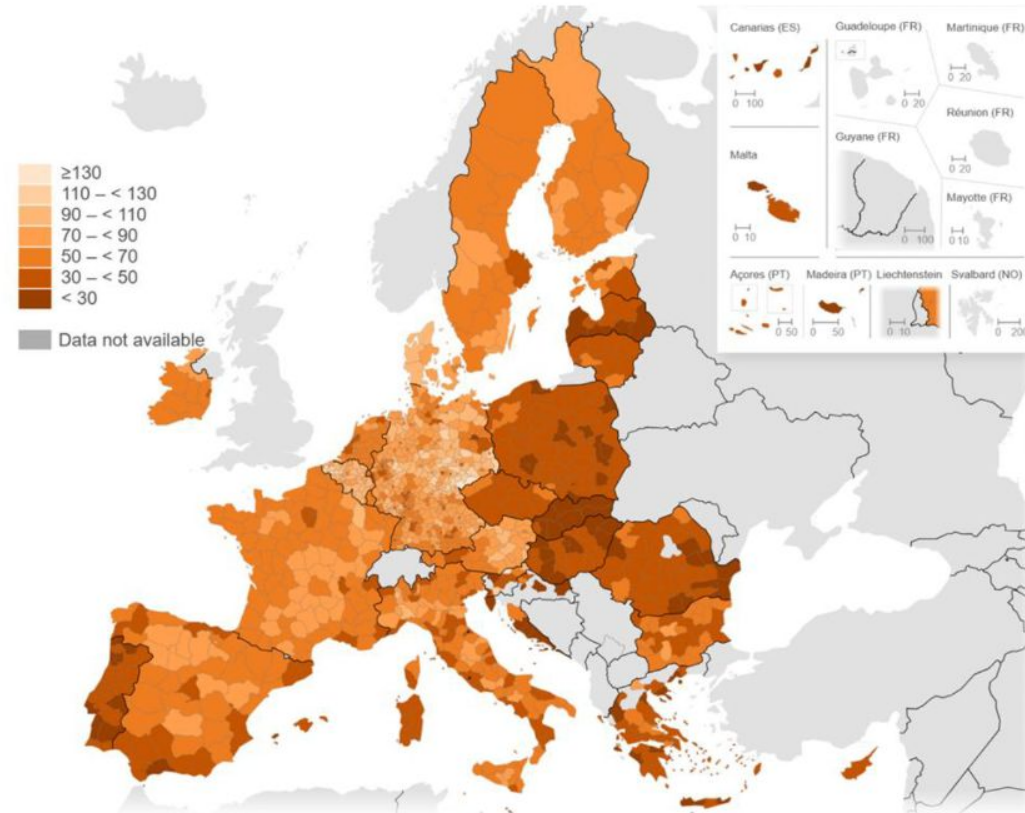 ≥130
110 – < 130
90 – < 110
70 – < 90
50 – < 70
30 – < 50
< 30
Data not available
Canarias (ES)
0 100
Guadeloupe (FR)
0 20
Martinique (FR)
0 20
Malta
0 10
Guyane (FR)
0 100
Réunion (FR)
0 20
Mayotte (FR)
0 10
Açores (PT)
0 50
Madeira (PT)
0 50
Liechtenstein
0 10
Svalbard (NO)
0 200